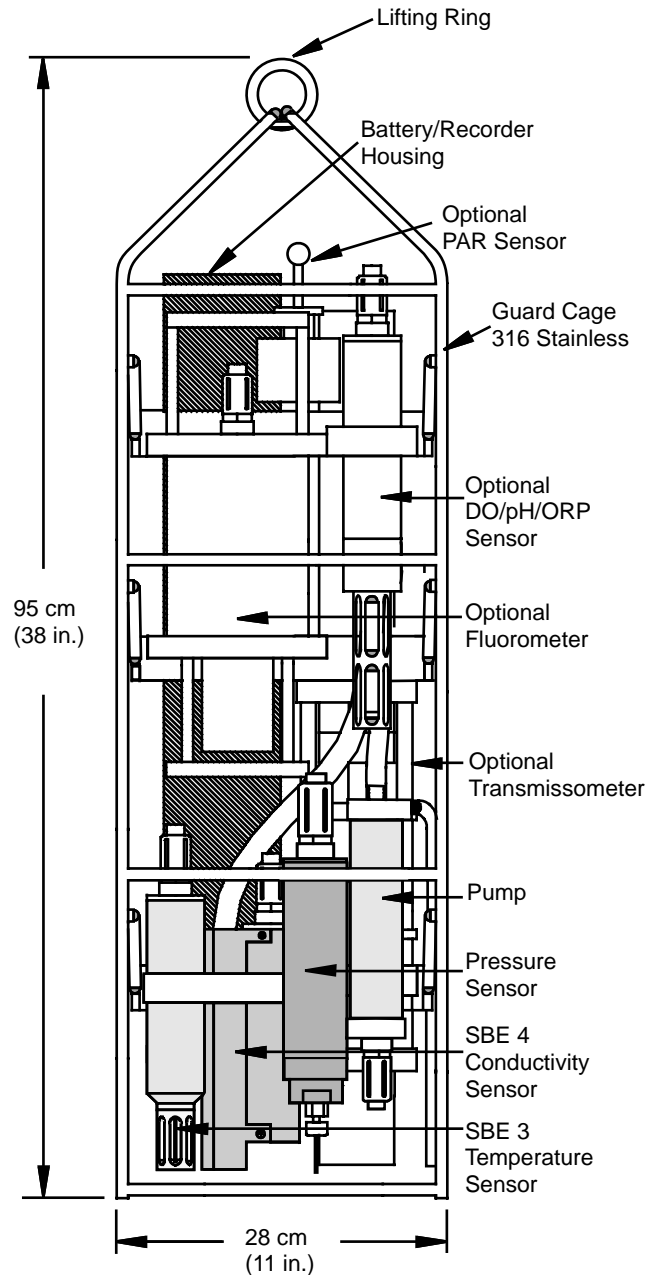 Lifting Ring
Battery/Recorder
Housing
Optional
PAR Sensor
Guard Cage
316 Stainless
Optional
DO/pH/ORP
Sensor
95 cm
(38 in.)
Optional
Fluorometer
Optional
Transmissometer
Pump
Pressure
Sensor
SBE 4
Conductivity
Sensor
SBE 3
Temperature
Sensor
28 cm
(11 in.)